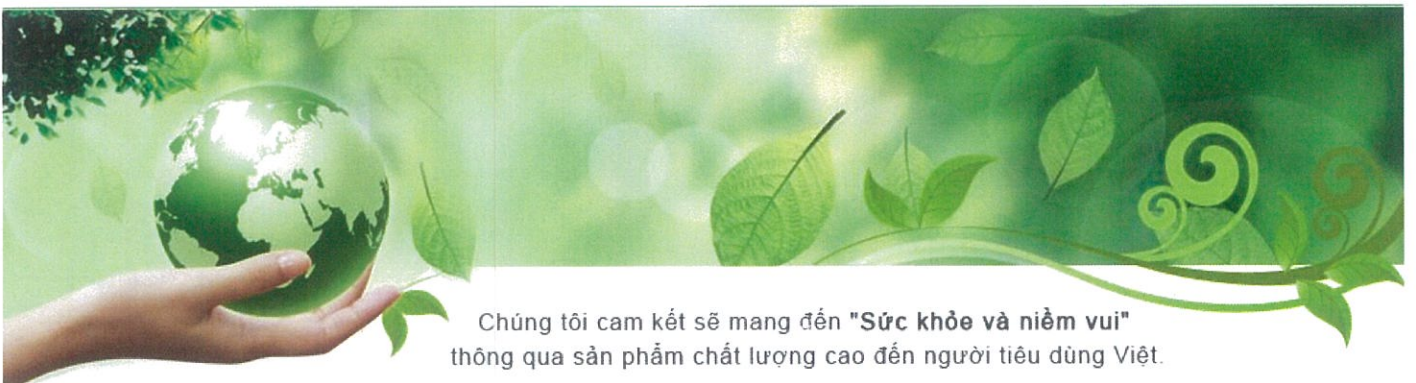 Chúng tôi cam kết sẽ mang đến "Sức khỏe và niềm vui"
thông qua sản phẩm chất lượng cao đến người tiêu dùng Việt.